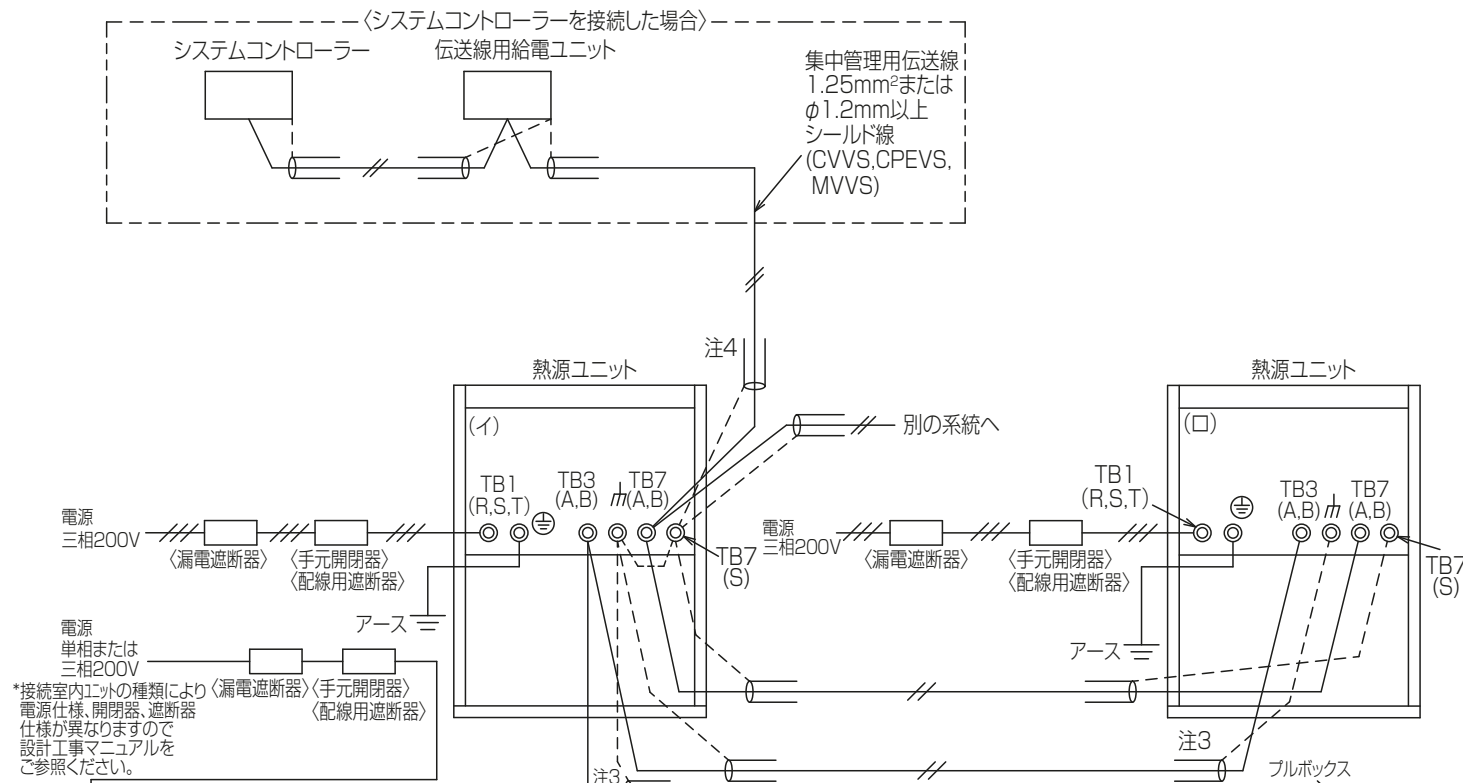 〈システムコントローラーを接続した場合〉
システムコントローラー
伝送線用給電ユニット
集中管理用伝送線
1.25mm²または
φ1.2mm以上
シールド線
(CVVS,CPEVS,
MVVS)
注4
熱源ユニット
熱源ユニット
(イ)
別の系統へ
(ロ)
TB1
(R,S,T)
TB3
(A,B)
TB7
(A,B)
TB7
(S)
電源
三相200V
〈漏電遮断器〉
〈手元開閉器〉
〈配線用遮断器〉
アース
電源
三相200V
〈漏電遮断器〉
〈手元開閉器〉
〈配線用遮断器〉
TB1
(R,S,T)
TB3
(A,B)
TB7
(A,B)
TB7
(S)
アース
電源
単相または
三相200V
〈漏電遮断器〉
〈手元開閉器〉
〈配線用遮断器〉
*接続室内ユニットの種類により
電源仕様、開閉器、遮断器
仕様が異なりますので
設計工事マニュアルを
ご参照ください。
注3
注3
プルボックス